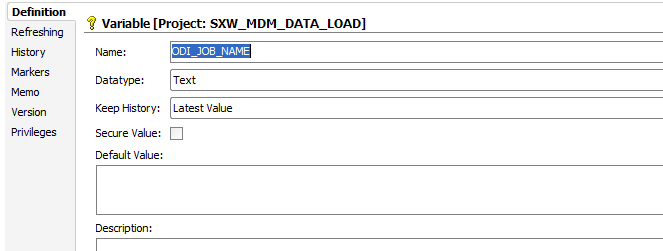 Definition
Refreshing
History
Markers
Memo
Version
Privileges
Variable [Project: SXW_MDM_DATA_LOAD]
Name: ODI_JOB_NAME
Datatype: Text
Keep History: Latest Value
Secure Value:
Default Value:
Description: